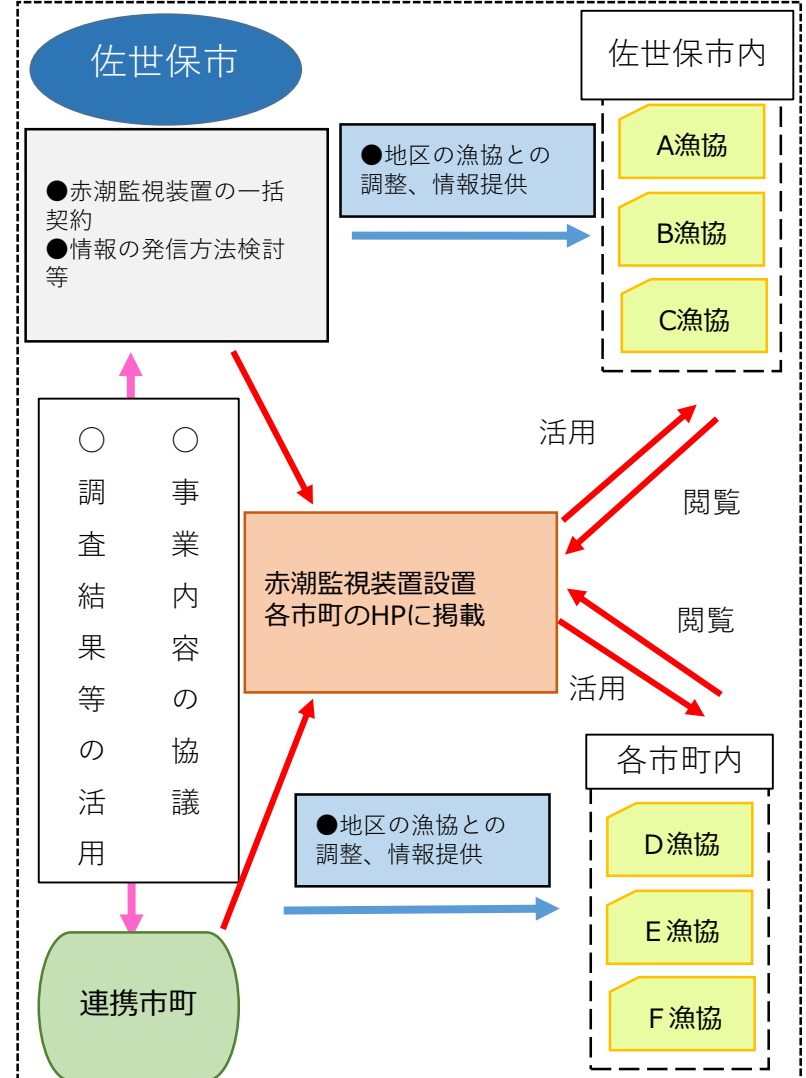 佐世保市
●赤潮監視装置の一括
契約
●情報の発信方法検討
等
●地区の漁協との
調整、情報提供
佐世保市内
A漁協
B漁協
C漁協
○事業内容の協議
○調査結果等の活用
活用
閲覧
赤潮監視装置設置
各市町のHPに掲載
閲覧
活用
●地区の漁協との
調整、情報提供
各市町内
D漁協
E漁協
F漁協
連携市町